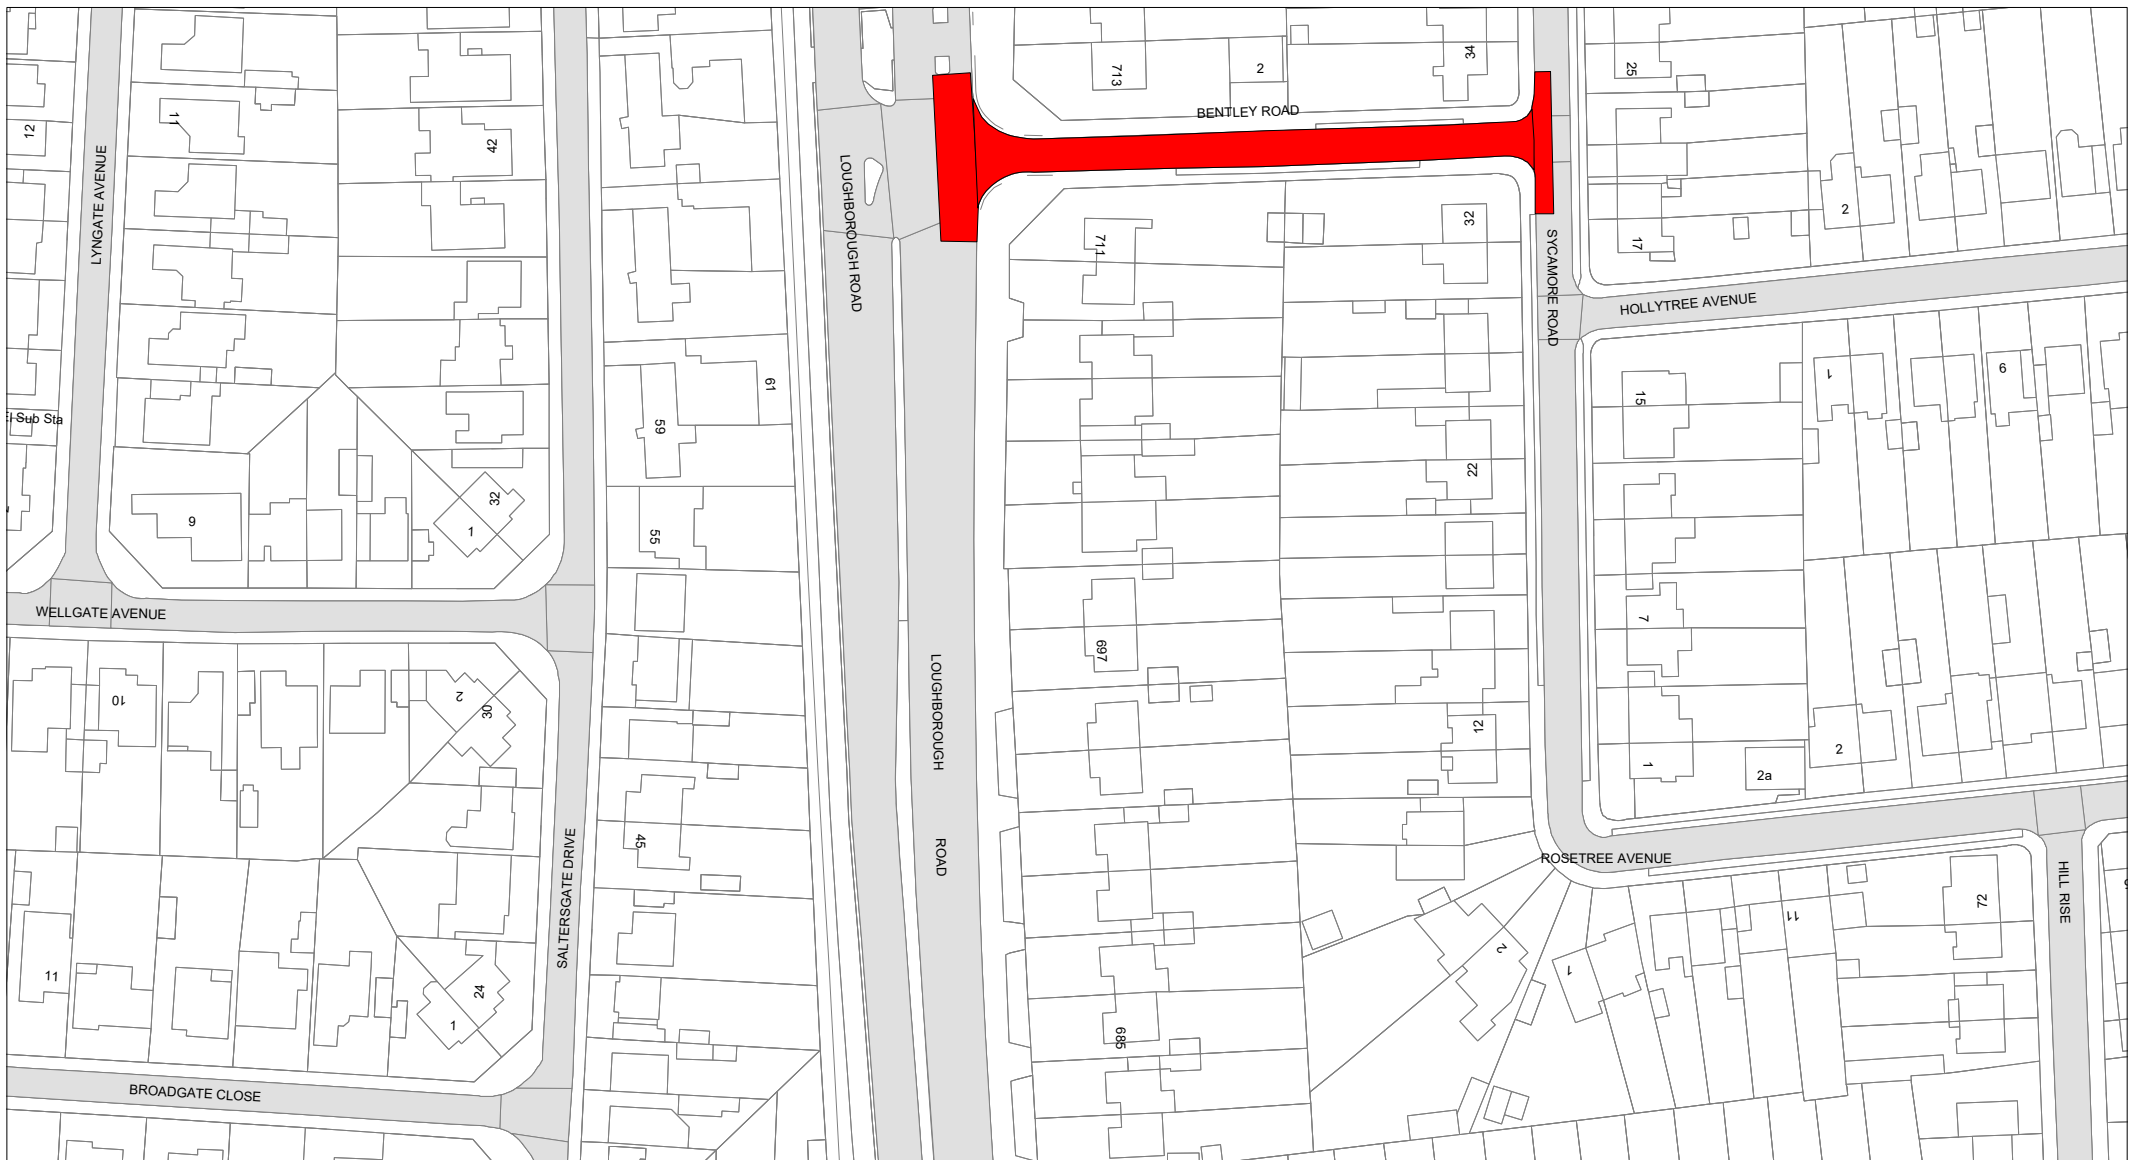 713
2
34
25
BENTLEY ROAD
11
12
42
LYNGATE AVENUE
LOUGHBOROUGH ROAD
2
32
711
17
SYCAMORE ROAD
HOLLYTREE AVENUE
61
59
15
1
6
El Sub Sta
22
32
9
1
55
WELLGATE AVENUE
7
697
10
2
30
LOUGHBOROUGH
ROAD
12
1
2a
2
45
SALTERSGATE DRIVE
ROSETREE AVENUE
HILL RISE
72
11
2
1
11
24
1
685
BROADGATE CLOSE